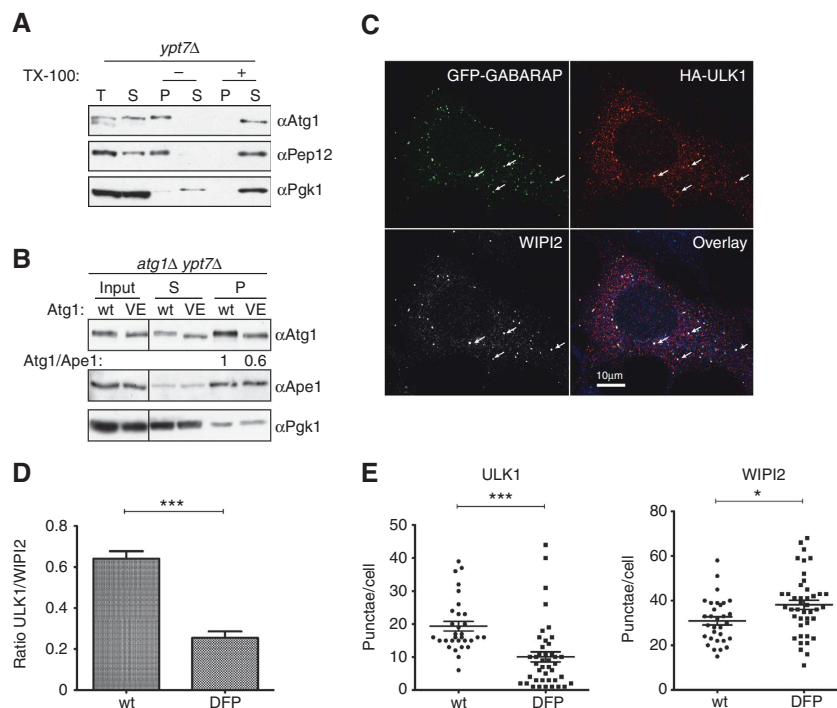 A
ypt7Δ
TX-100: – +
T S P S P S
αAtg1
αPep12
αPgk1
B
atg1Δ ypt7Δ
Input S P
Atg1: wt VE wt VE wt VE
αAtg1
Atg1/Ape1: 1 0.6
αApe1
αPgk1
C
GFP-GABARAP
HA-ULK1
WIPI2
Overlay
10μm
D
***
Ratio ULK1/WIPI2
0.8
0.6
0.4
0.2
0
wt DFP
E
ULK1
***
Punctae/cell
50
40
30
20
10
0
wt DFP
WIPI2
*
Punctae/cell
80
60
40
20
0
wt DFP